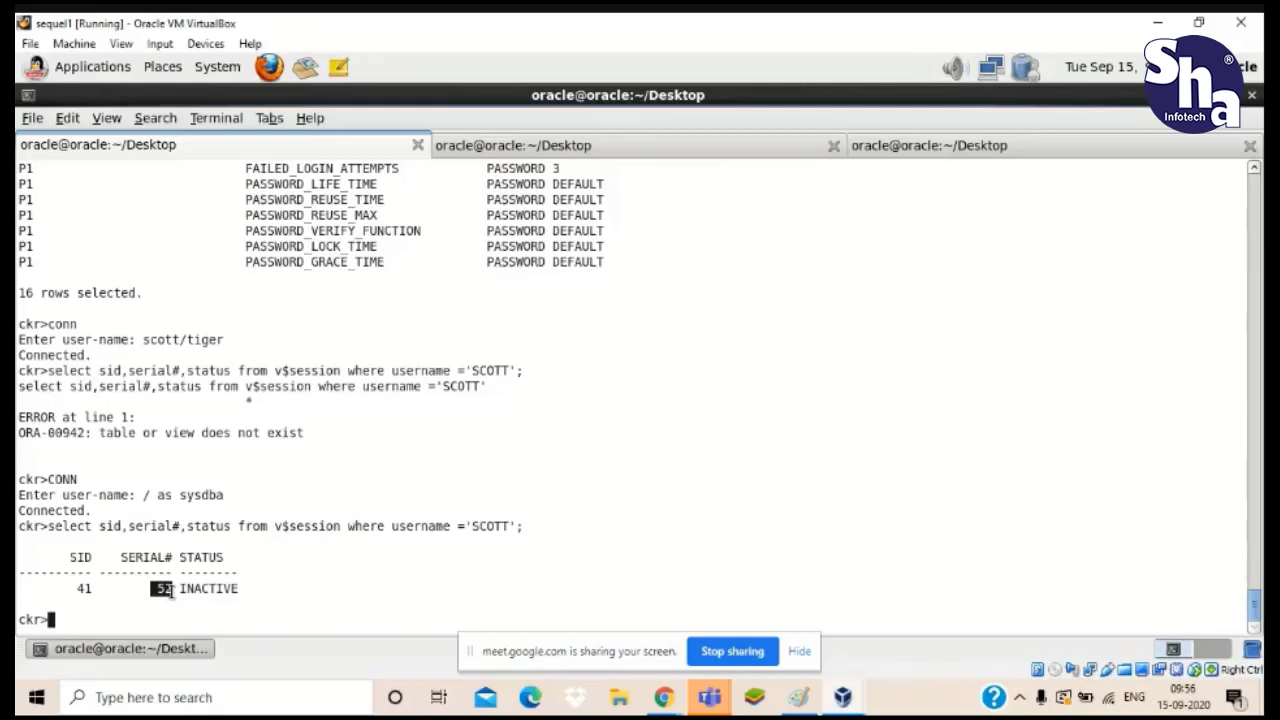 sequel1 [Running] - Oracle VM VirtualBox
File Machine View Input Devices Help
Applications Places System Tue Sep 15,
Sha
®
Infotech
oracle@oracle:~/Desktop
File Edit View Search Terminal Tabs Help
oracle@oracle:~/Desktop oracle@oracle:~/Desktop oracle@oracle:~/Desktop
P1 FAILED_LOGIN_ATTEMPTS PASSWORD 3
P1 PASSWORD_LIFE_TIME PASSWORD DEFAULT
P1 PASSWORD_REUSE_TIME PASSWORD DEFAULT
P1 PASSWORD_REUSE_MAX PASSWORD DEFAULT
P1 PASSWORD_VERIFY_FUNCTION PASSWORD DEFAULT
P1 PASSWORD_LOCK_TIME PASSWORD DEFAULT
P1 PASSWORD_GRACE_TIME PASSWORD DEFAULT
16 rows selected.
ckr>conn
Enter user-name: scott/tiger
Connected.
ckr>select sid,serial#,status from v$session where username ='SCOTT';
select sid,serial#,status from v$session where username ='SCOTT'
*
ERROR at line 1:
ORA-00942: table or view does not exist
ckr>CONN
Enter user-name: / as sysdba
Connected.
ckr>select sid,serial#,status from v$session where username ='SCOTT';
SID SERIAL# STATUS
---------- ---------- --------
41 52 INACTIVE
ckr>
oracle@oracle:~/Deskt...
meet.google.com is sharing your screen. Stop sharing Hide
Right Ctrl
Type here to search
ENG
09:56
15-09-2020